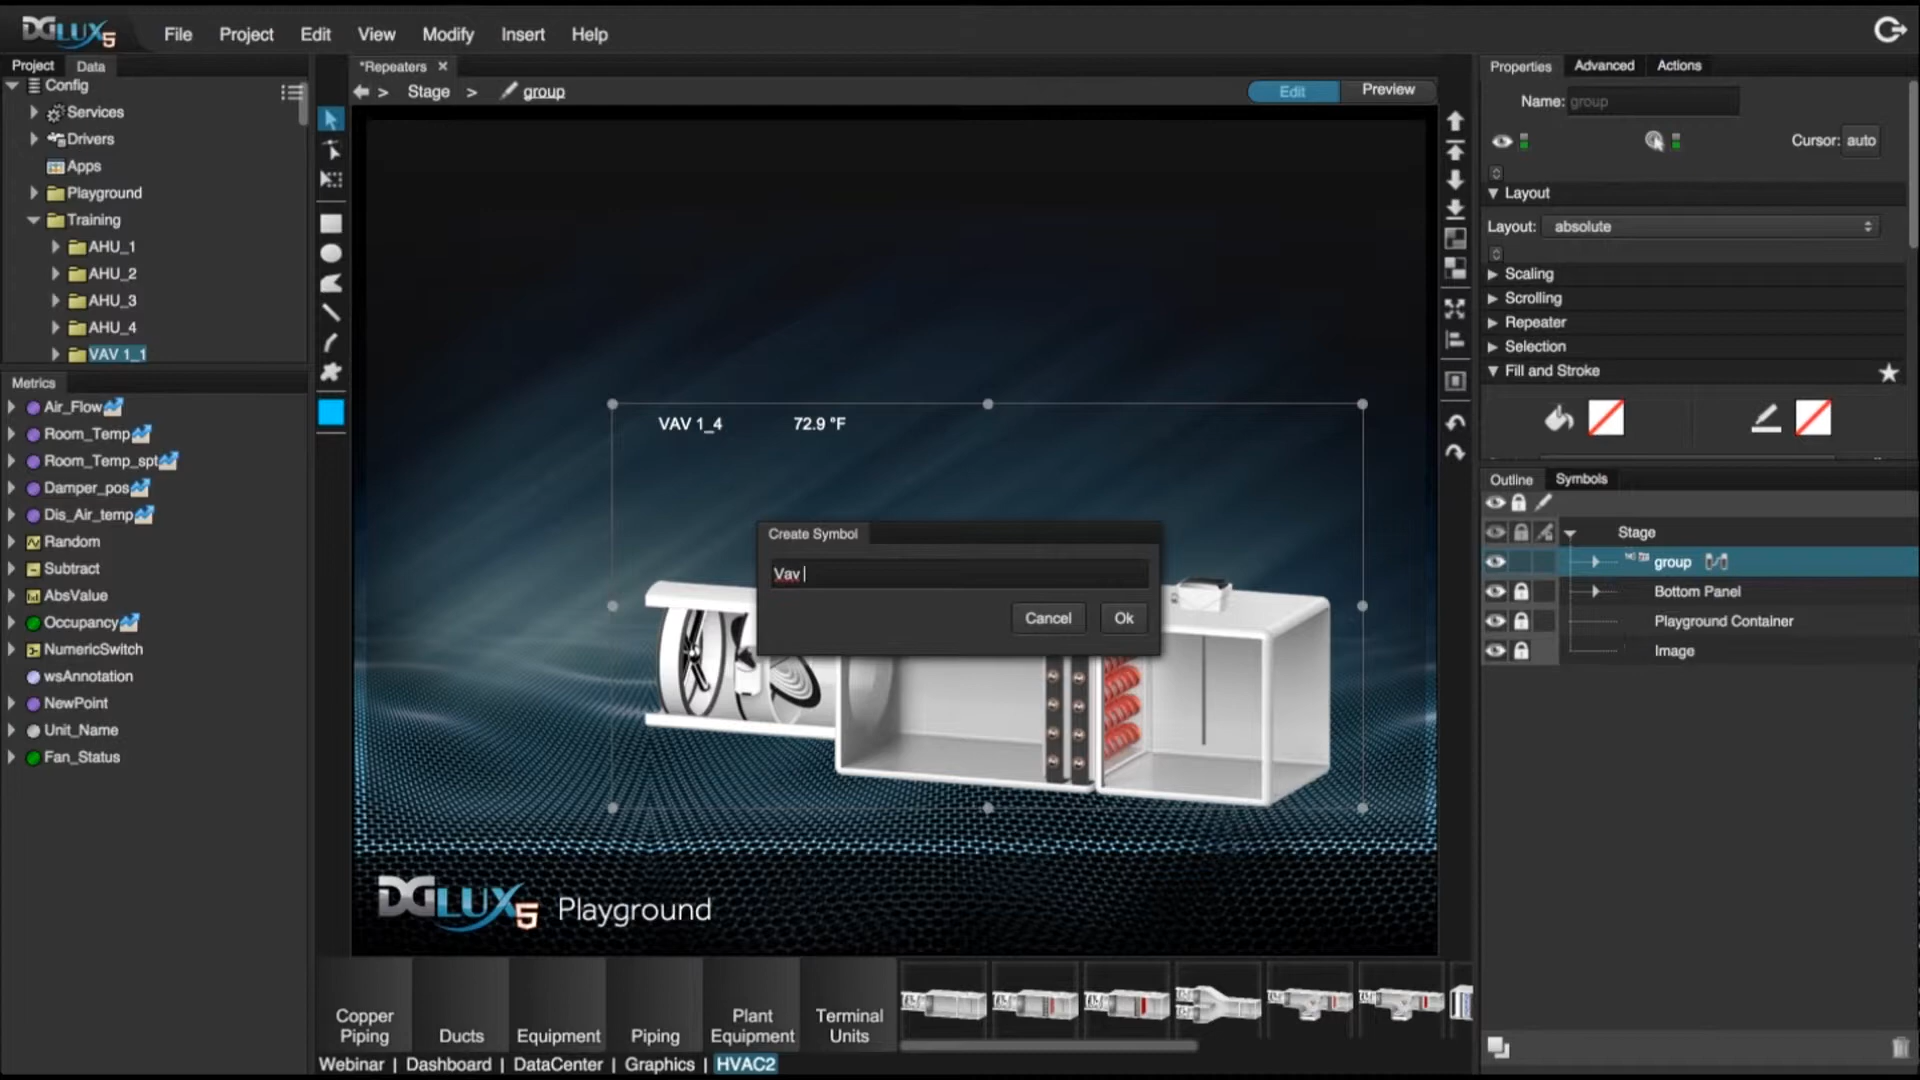 DGLUX5 File Project Edit View Modify Insert Help
Project Data
*Repeaters
Stage > group
Edit Preview
Config
Services
Drivers
Apps
Playground
Training
AHU_1
AHU_2
AHU_3
AHU_4
VAV 1_1
Metrics
Air_Flow
Room_Temp
Room_Temp_spt
Damper_pos
Dis_Air_temp
Random
Subtract
AbsValue
Occupancy
NumericSwitch
wsAnnotation
NewPoint
Unit_Name
Fan_Status
VAV 1_4 72.9 °F
Create Symbol
Vav
Cancel Ok
DGLUX5 Playground
Copper Piping
Ducts
Equipment
Piping
Plant Equipment
Terminal Units
Webinar | Dashboard | DataCenter | Graphics | HVAC2
Properties Advanced Actions
Name: group
Cursor: auto
Layout
Layout: absolute
Scaling
Scrolling
Repeater
Selection
Fill and Stroke
Outline Symbols
Stage
group
Bottom Panel
Playground Container
Image